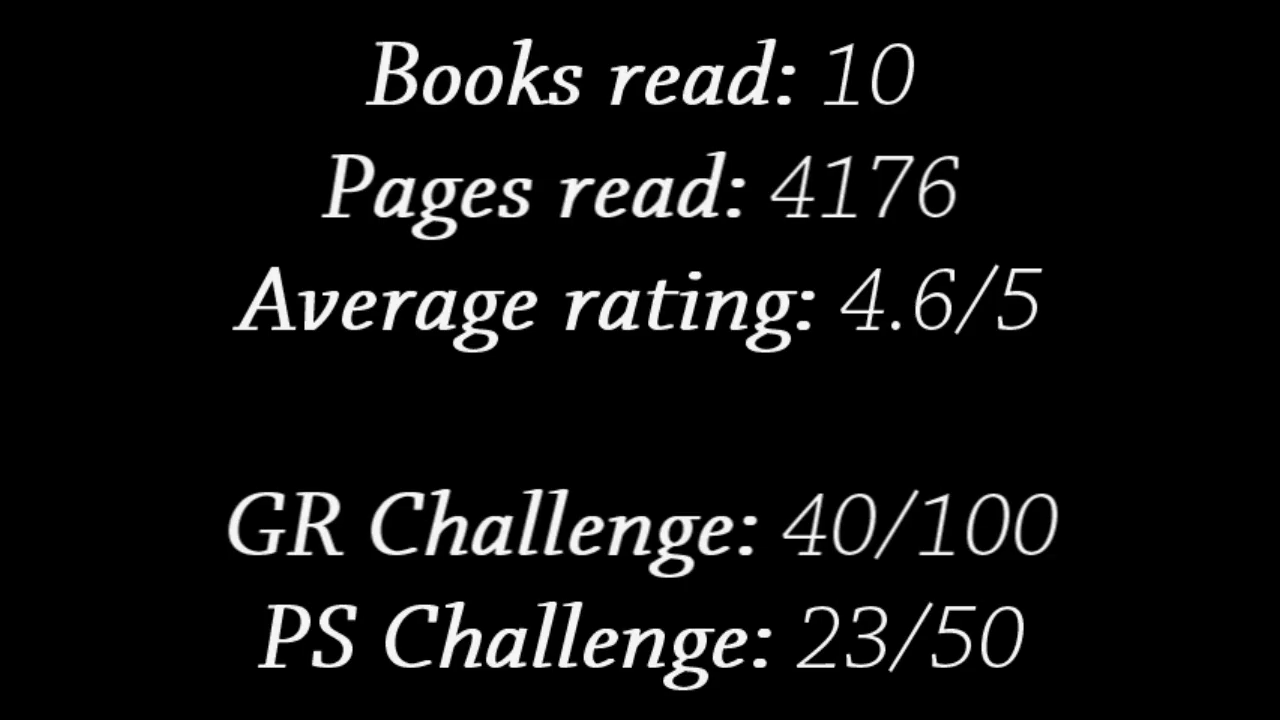 Books read: 10
Pages read: 4176
Average rating: 4.6/5
GR Challenge: 40/100
PS Challenge: 23/50